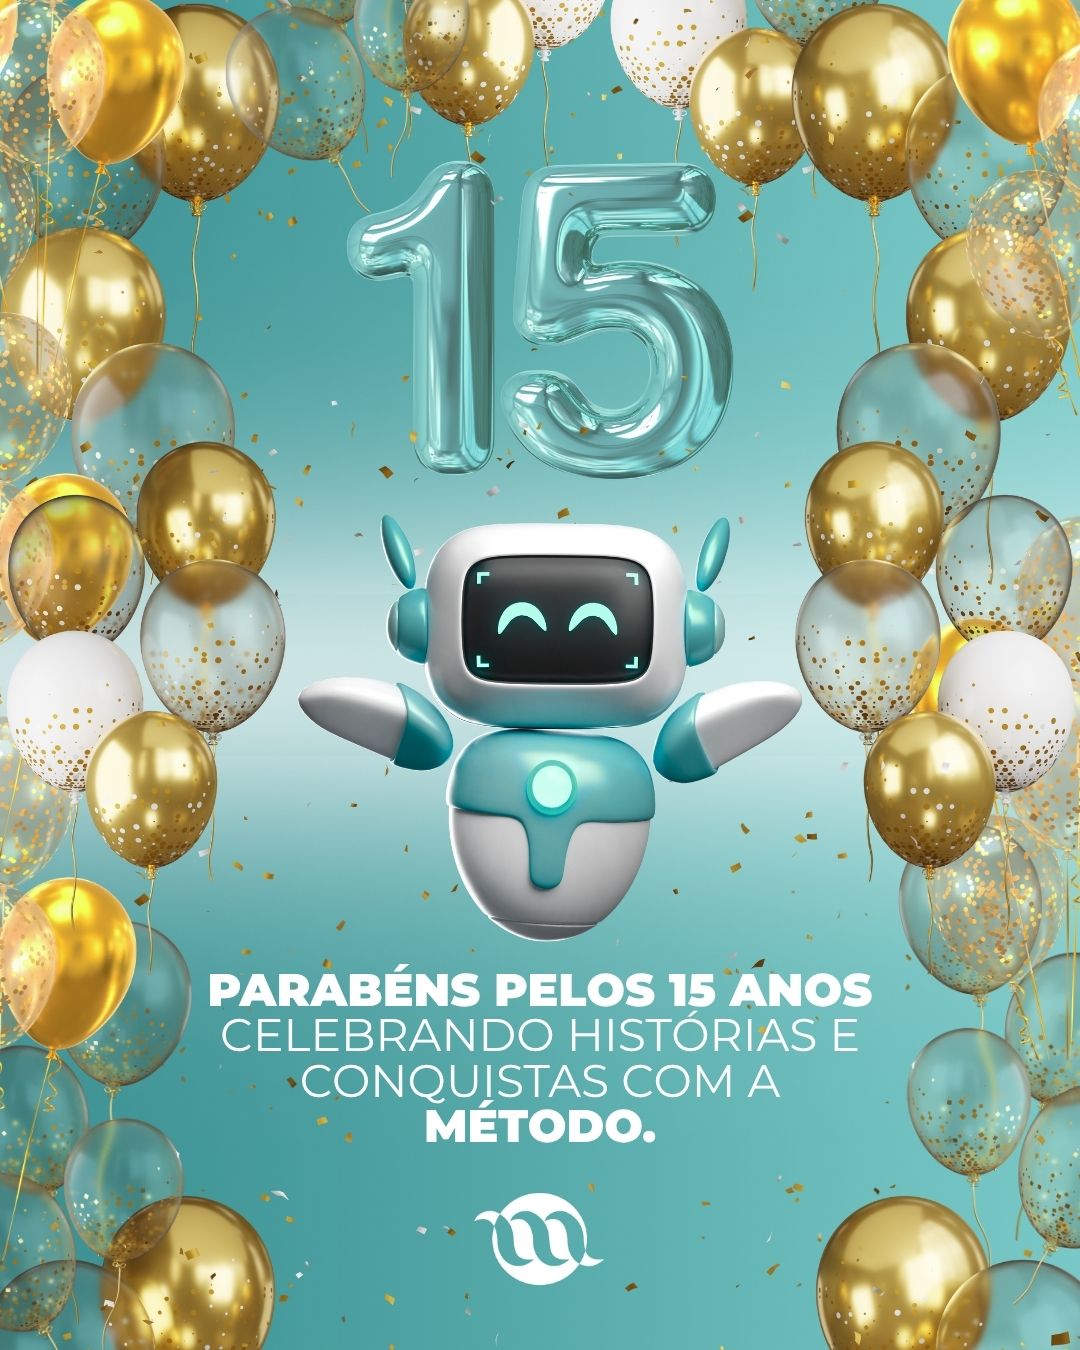 15
PARABÉNS PELOS 15 ANOS
CELEBRANDO HISTÓRIAS E
CONQUISTAS COM A
MÉTODO.